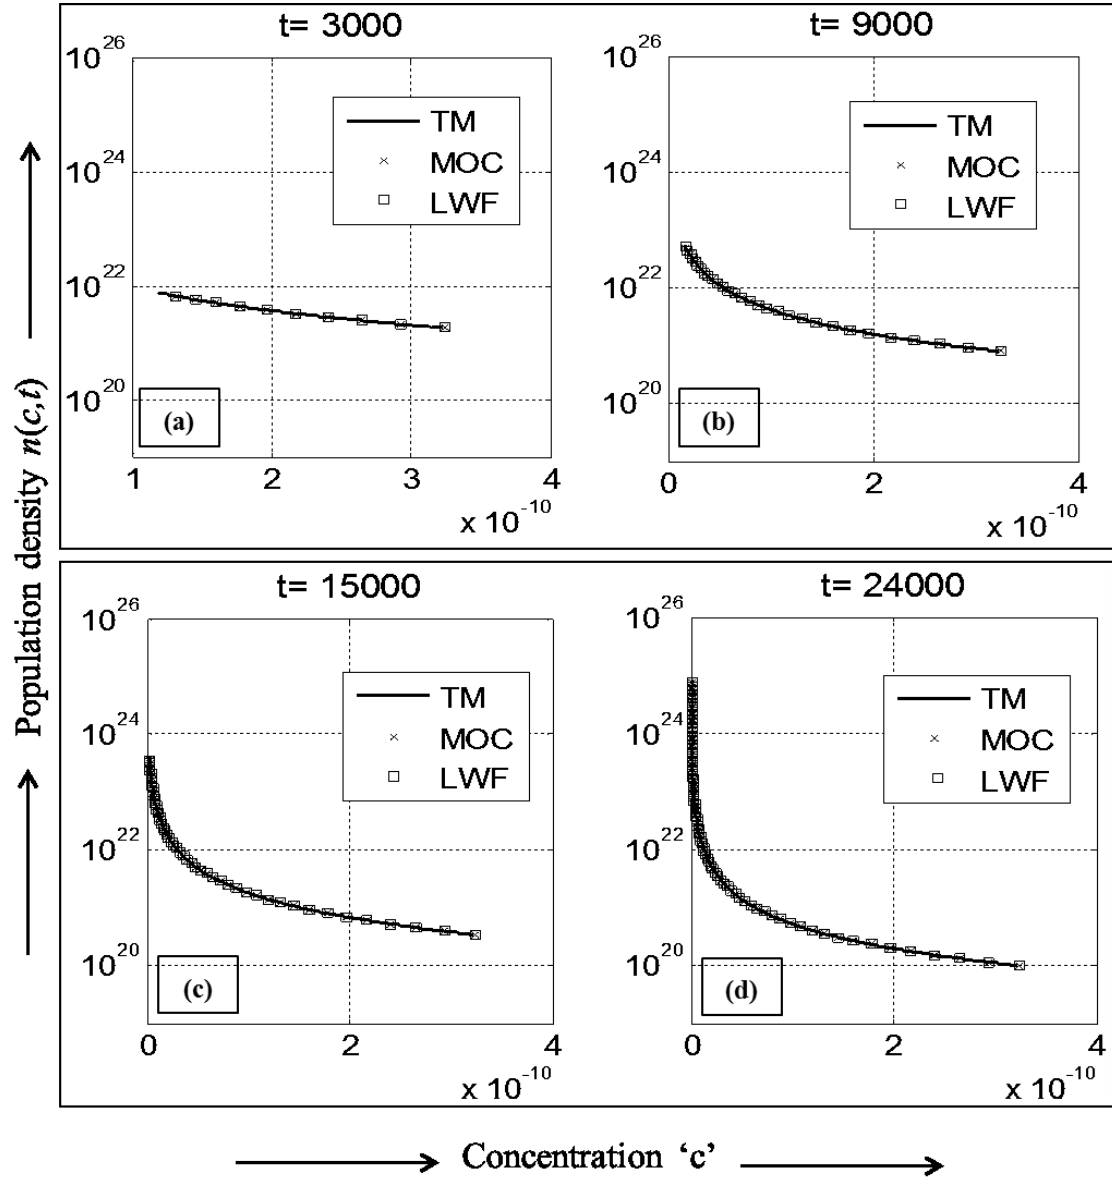 t= 3000
10^26
10^24
10^22
10^20
TM
× MOC
LWF
(a)
1 2 3 4
x 10^-10
t= 9000
10^26
10^24
10^22
10^20
TM
× MOC
LWF
(b)
0 2 4
x 10^-10
Population density n(c,t)
t= 15000
10^26
10^24
10^22
10^20
TM
× MOC
LWF
(c)
0 2 4
x 10^-10
t= 24000
10^26
10^24
10^22
10^20
TM
× MOC
LWF
(d)
0 2 4
x 10^-10
Concentration ‘c’